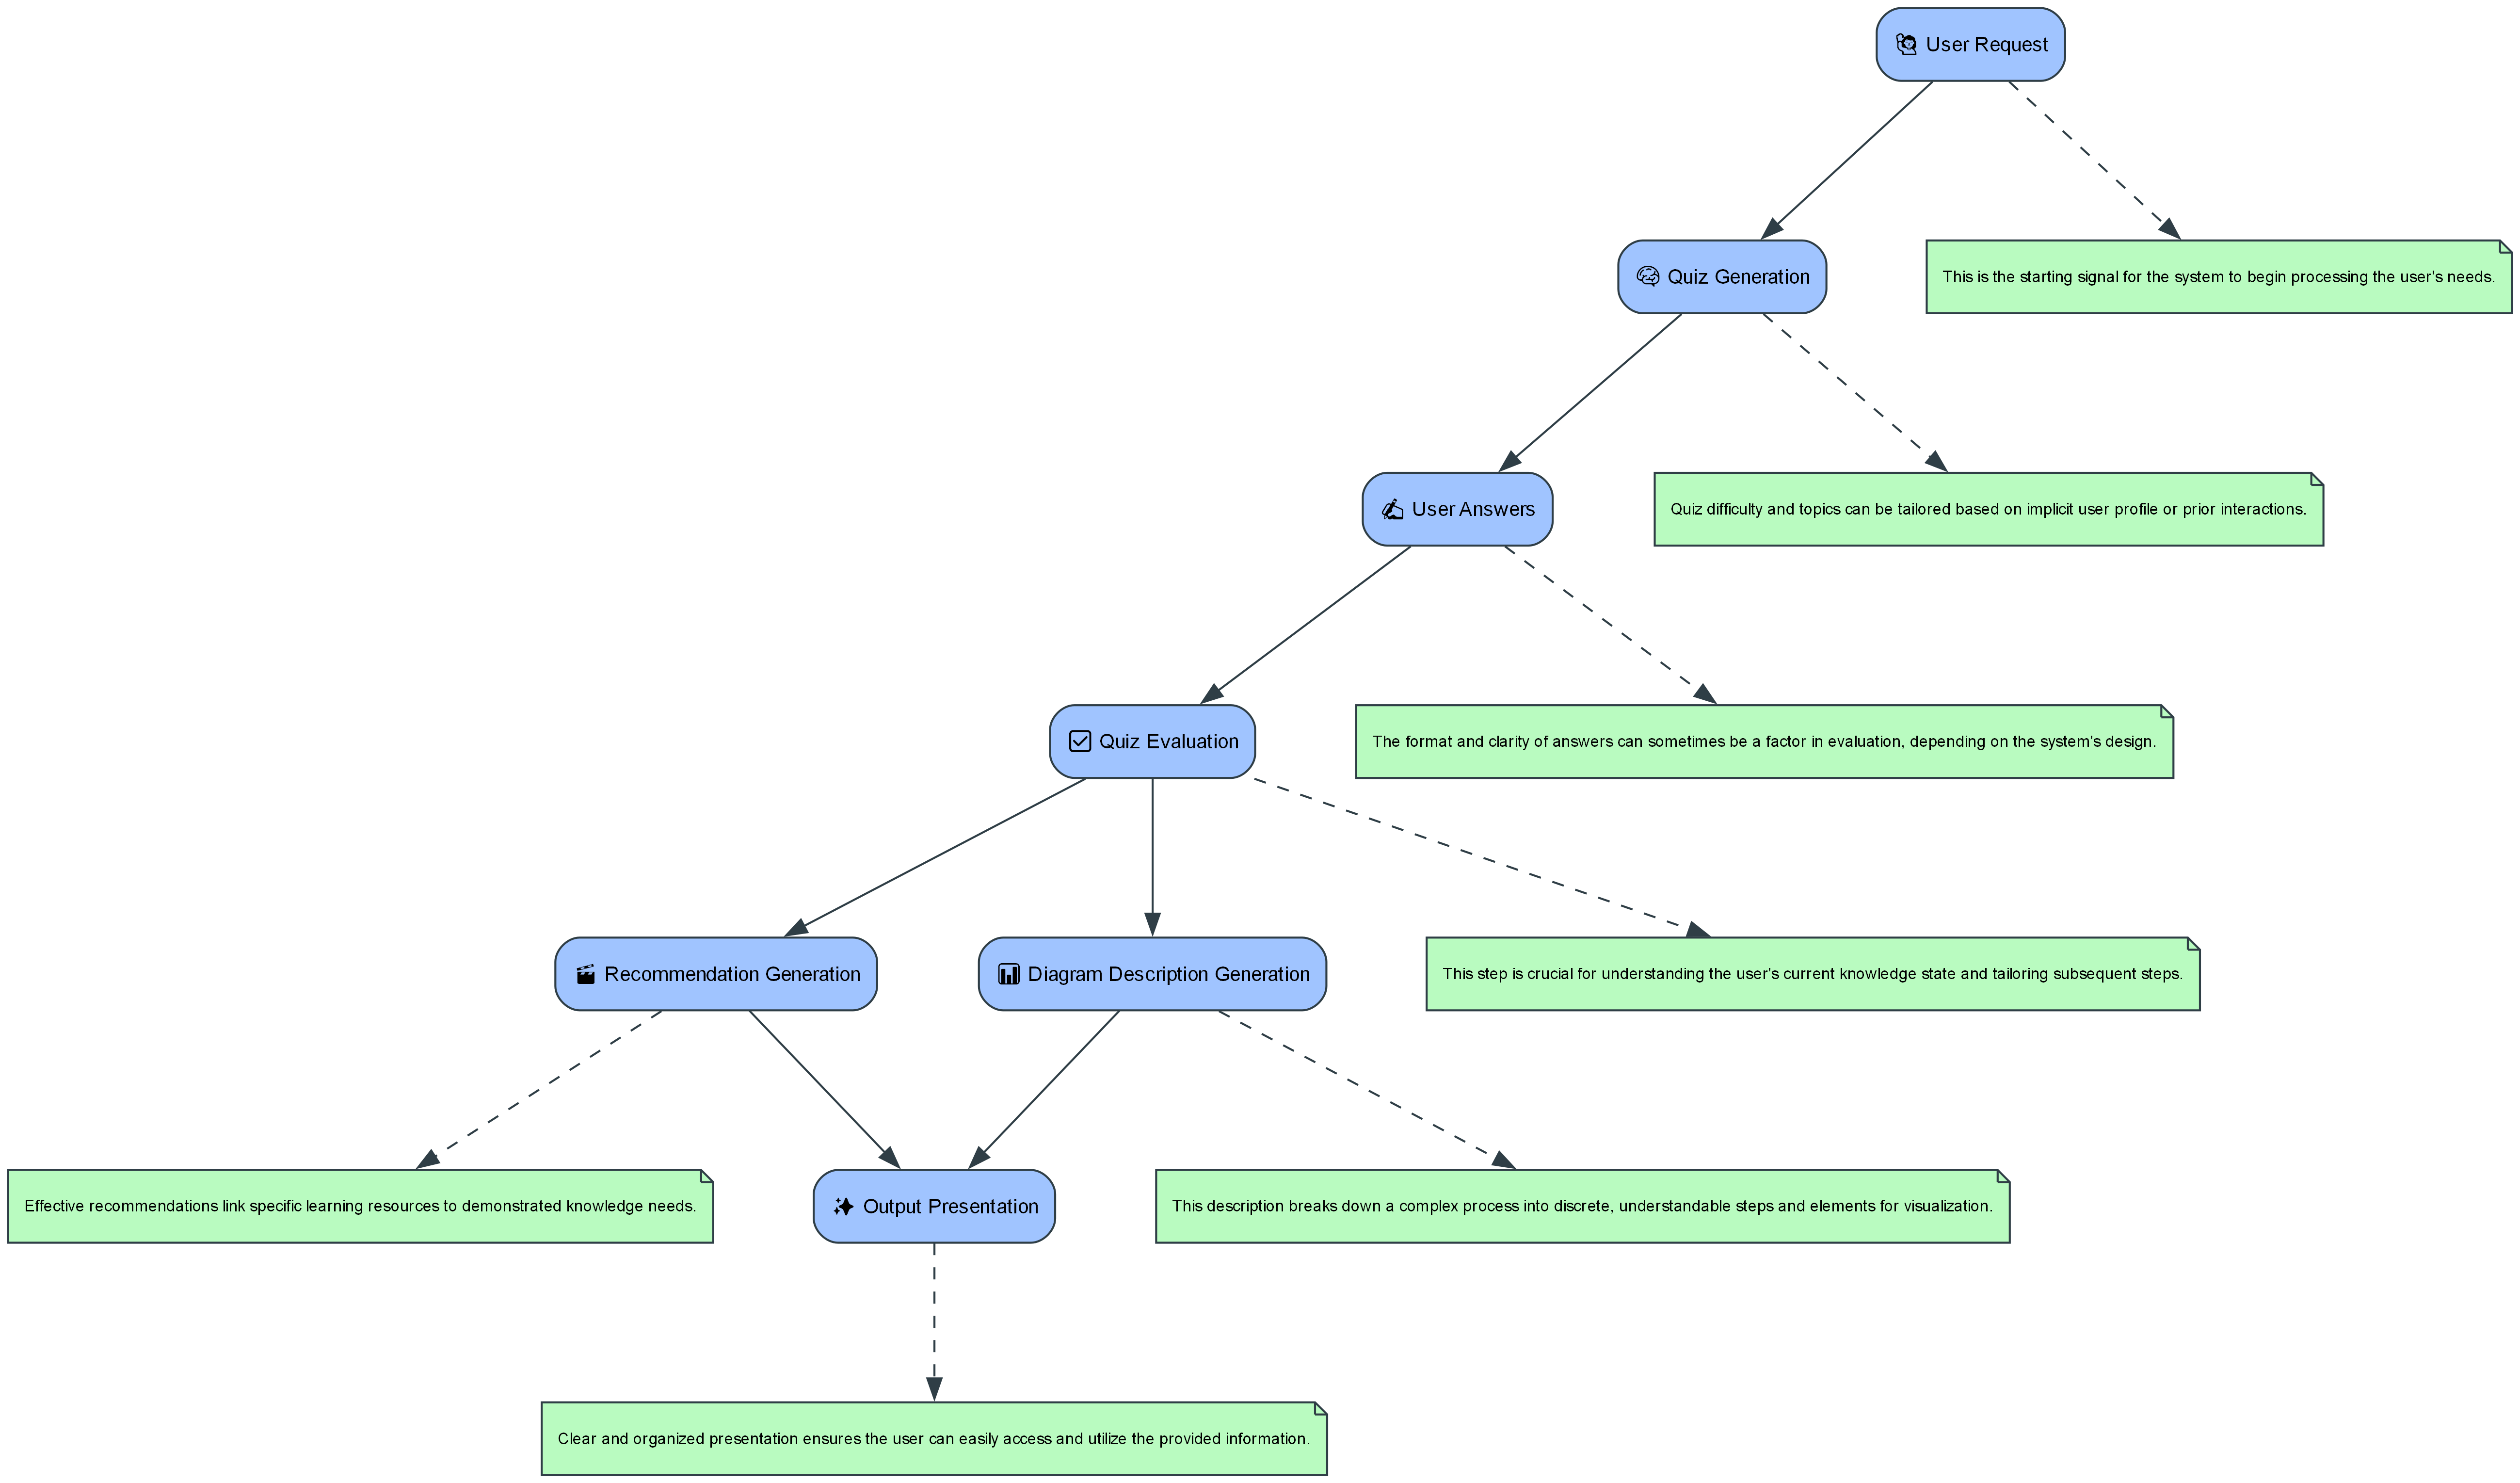 User Request
Quiz Generation
This is the starting signal for the system to begin processing the user's needs.
User Answers
Quiz difficulty and topics can be tailored based on implicit user profile or prior interactions.
Quiz Evaluation
The format and clarity of answers can sometimes be a factor in evaluation, depending on the system's design.
Recommendation Generation
Diagram Description Generation
This step is crucial for understanding the user's current knowledge state and tailoring subsequent steps.
Effective recommendations link specific learning resources to demonstrated knowledge needs.
Output Presentation
This description breaks down a complex process into discrete, understandable steps and elements for visualization.
Clear and organized presentation ensures the user can easily access and utilize the provided information.